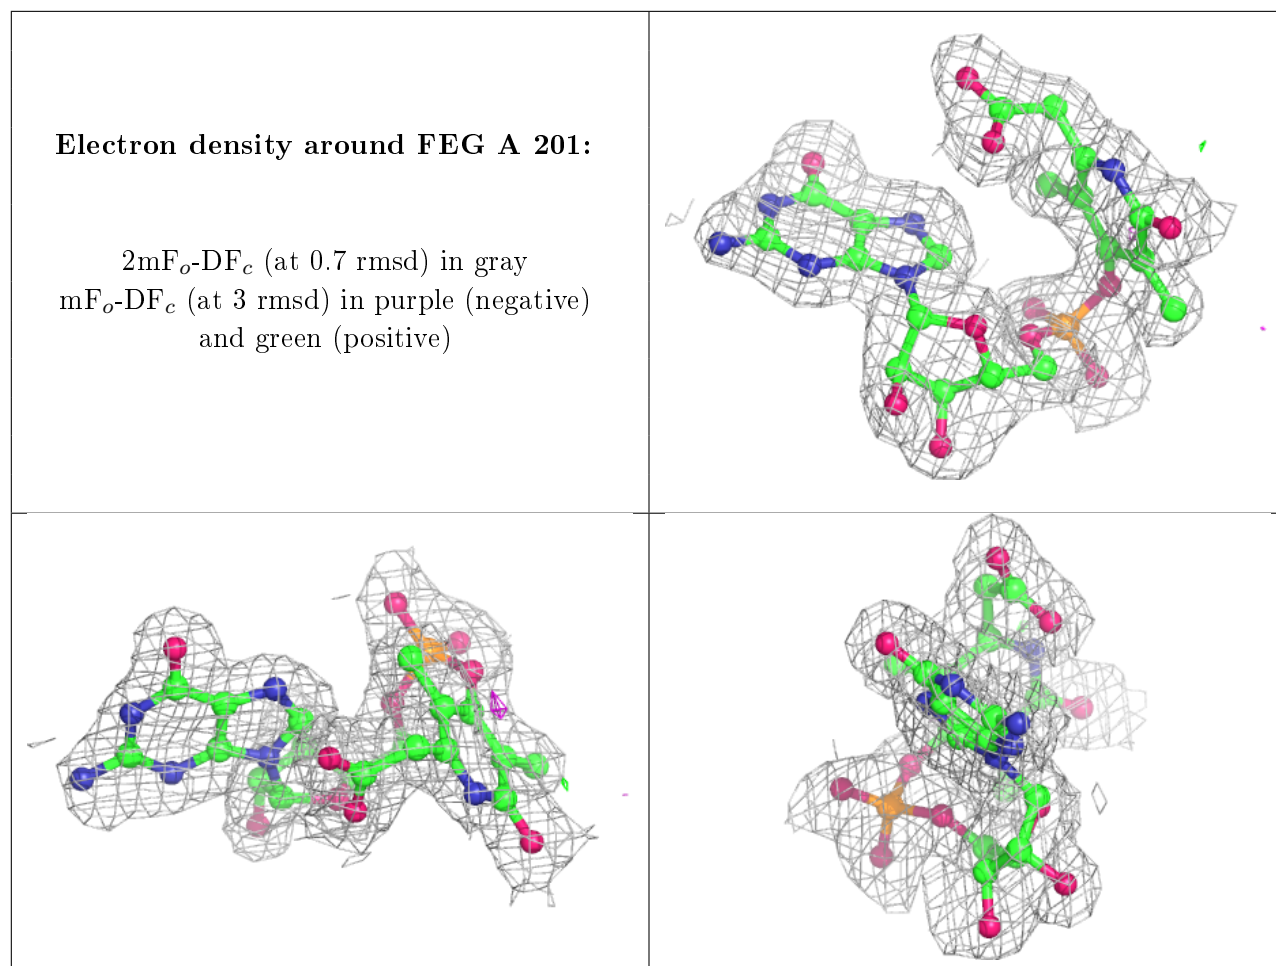 Electron density around FEG A 201:
2mFo-DFc (at 0.7 rmsd) in gray
mFo-DFc (at 3 rmsd) in purple (negative)
and green (positive)